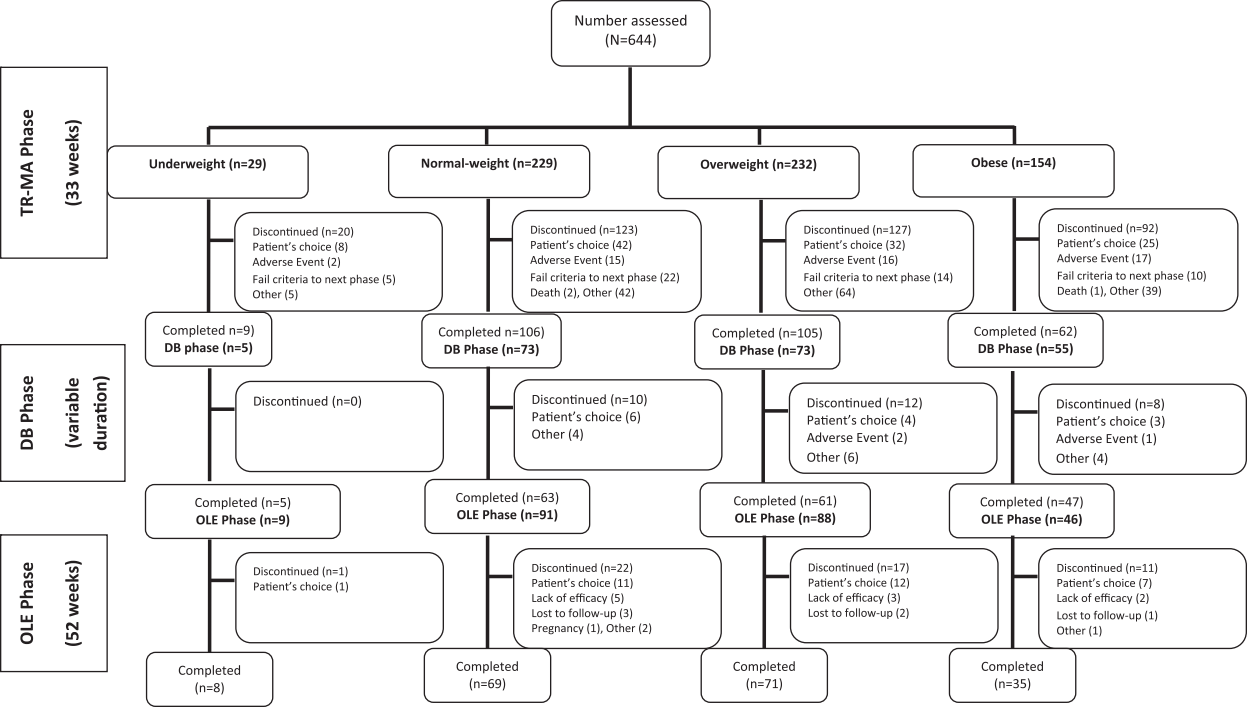 Number assessed
(N=644)
TR-MA Phase
(33 weeks)
Underweight (n=29)
Normal-weight (n=229)
Overweight (n=232)
Obese (n=154)
Discontinued (n=20)
Patient's choice (8)
Adverse Event (2)
Fail criteria to next phase (5)
Other (5)
Discontinued (n=123)
Patient's choice (42)
Adverse Event (15)
Fail criteria to next phase (22)
Death (2), Other (42)
Discontinued (n=127)
Patient's choice (32)
Adverse Event (16)
Fail criteria to next phase (14)
Other (64)
Discontinued (n=92)
Patient's choice (25)
Adverse Event (17)
Fail criteria to next phase (10)
Death (1), Other (39)
Completed n=9)
DB phase (n=5)
Completed n=106)
DB Phase (n=73)
Completed n=105)
DB Phase (n=73)
Completed n=62)
DB Phase (n=55)
DB Phase
(variable
duration)
Discontinued (n=0)
Discontinued (n=10)
Patient's choice (6)
Other (4)
Discontinued (n=12)
Patient's choice (4)
Adverse Event (2)
Other (6)
Discontinued (n=8)
Patient's choice (3)
Adverse Event (1)
Other (4)
Completed (n=5)
OLE Phase (n=9)
Completed (n=63)
OLE Phase (n=91)
Completed (n=61)
OLE Phase (n=88)
Completed (n=47)
OLE Phase (n=46)
OLE Phase
(52 weeks)
Discontinued (n=1)
Patient's choice (1)
Discontinued (n=22)
Patient's choice (11)
Lack of efficacy (5)
Lost to follow-up (3)
Pregnancy (1), Other (2)
Discontinued (n=17)
Patient's choice (12)
Lack of efficacy (3)
Lost to follow-up (2)
Discontinued (n=11)
Patient's choice (7)
Lack of efficacy (2)
Lost to follow-up (1)
Other (1)
Completed
(n=8)
Completed
(n=69)
Completed
(n=71)
Completed
(n=35)